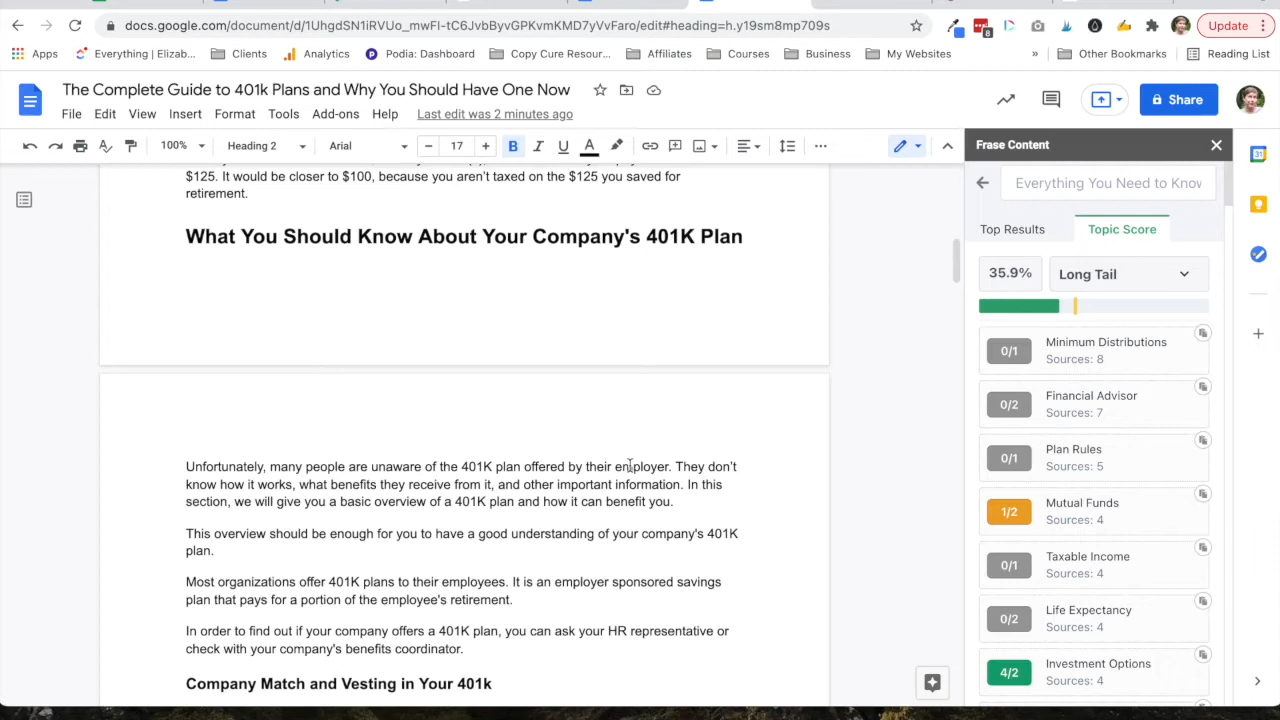 docs.google.com/document/d/1UhgdSN1iRVUo_mwFI-tC6JvbByvGPKvmKMD7yVvFaro/edit#heading=h.y19sm8mp709s
8
Update
Apps
Everything | Elizab...
Clients
Analytics
Podia: Dashboard
Copy Cure Resour...
Affiliates
Courses
Business
My Websites
»
Other Bookmarks
Reading List
The Complete Guide to 401k Plans and Why You Should Have One Now
File Edit View Insert Format Tools Add-ons Help Last edit was 2 minutes ago
Share
100% Heading 2 Arial − 17 + B I U A
Frase Content
$125. It would be closer to $100, because you aren't taxed on the $125 you saved for
retirement.
What You Should Know About Your Company's 401K Plan
Unfortunately, many people are unaware of the 401K plan offered by their employer. They don't
know how it works, what benefits they receive from it, and other important information. In this
section, we will give you a basic overview of a 401K plan and how it can benefit you.
This overview should be enough for you to have a good understanding of your company's 401K
plan.
Most organizations offer 401K plans to their employees. It is an employer sponsored savings
plan that pays for a portion of the employee's retirement.
In order to find out if your company offers a 401K plan, you can ask your HR representative or
check with your company's benefits coordinator.
Company Match and Vesting in Your 401k
Everything You Need to Know
Top Results Topic Score
35.9% Long Tail
0/1 Minimum Distributions
Sources: 8
0/2 Financial Advisor
Sources: 7
0/1 Plan Rules
Sources: 5
1/2 Mutual Funds
Sources: 4
0/1 Taxable Income
Sources: 4
0/2 Life Expectancy
Sources: 4
4/2 Investment Options
Sources: 4
31